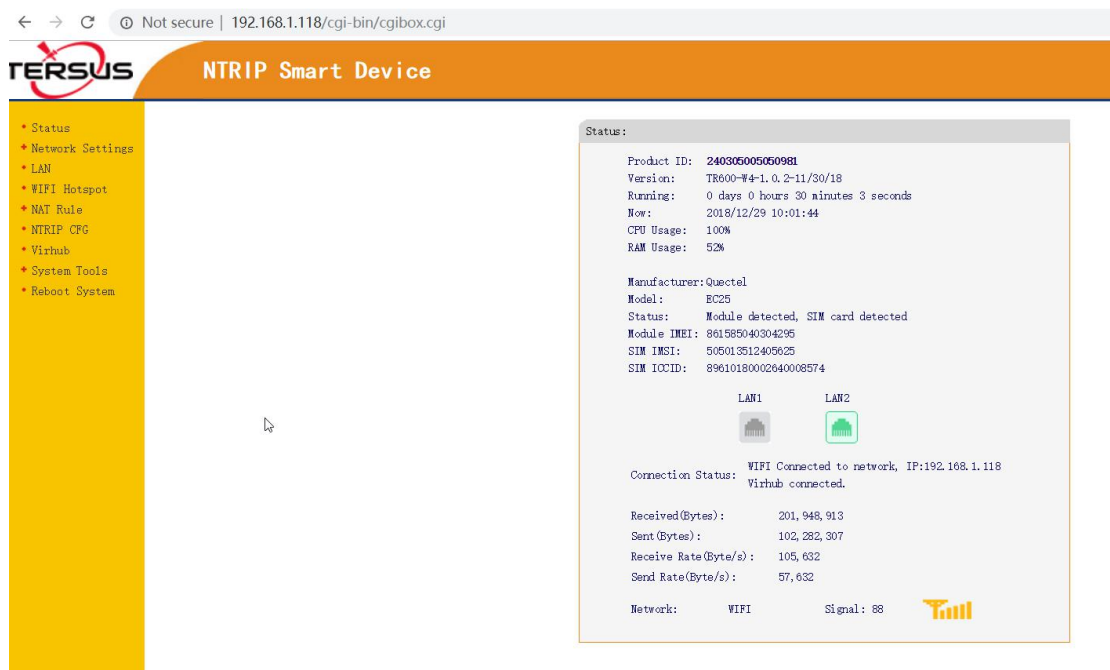 Not secure | 192.168.1.118/cgi-bin/cgibox.cgi
TERSUS
NTRIP Smart Device
Status
Network Settings
LAN
WIFI Hotspot
NAT Rule
NTRIP CFG
Virhub
System Tools
Reboot System
Status:
Product ID: 240305005050981
Version: TR600-W4-1.0.2-11/30/18
Running: 0 days 0 hours 30 minutes 3 seconds
Now: 2018/12/29 10:01:44
CPU Usage: 100%
RAM Usage: 52%
Manufacturer: Quectel
Model: EC25
Status: Module detected, SIM card detected
Module IMEI: 861585040304295
SIM IMSI: 505013512405625
SIM ICCID: 89610180002640008574
LAN1 LAN2
Connection Status: WIFI Connected to network, IP:192.168.1.118
Virhub connected.
Received(Bytes): 201,948,913
Sent(Bytes): 102,282,307
Receive Rate(Byte/s): 105,632
Send Rate(Byte/s): 57,632
Network: WIFI Signal: 88